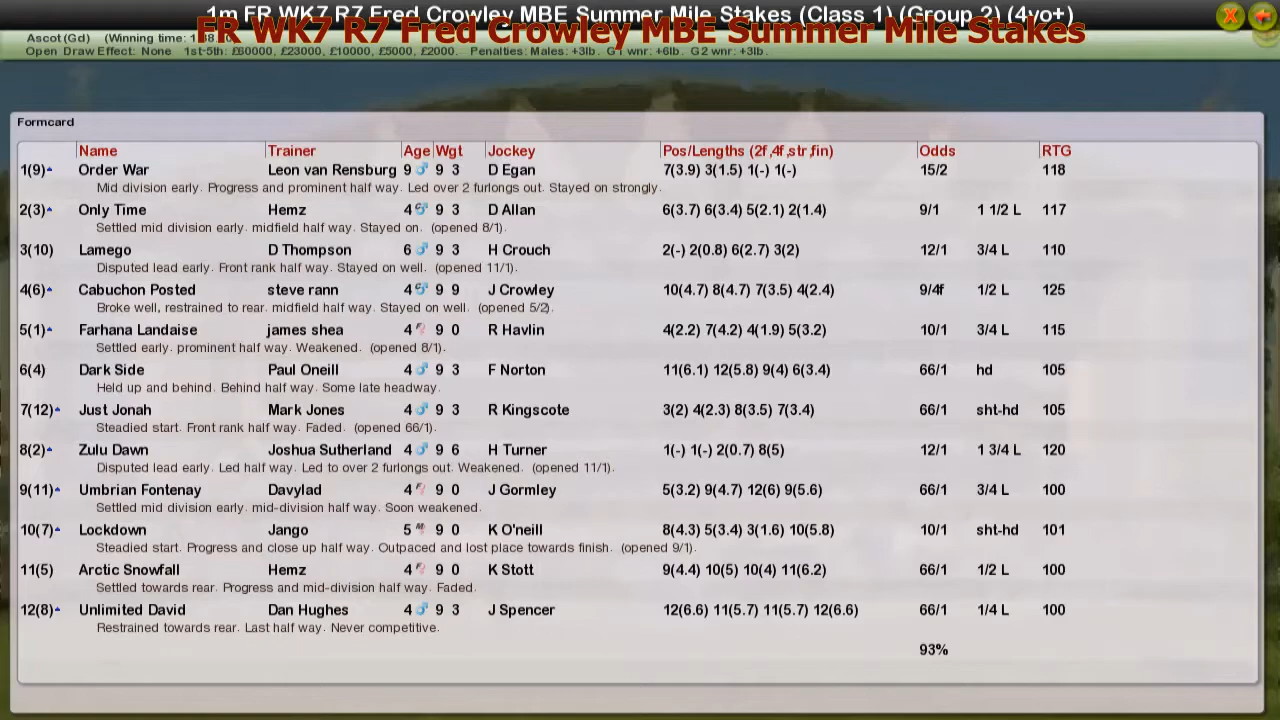 1m FR WK7 R7 Fred Crowley MBE Summer Mile Stakes (Class 1) (Group 2) (4yo+)
FR WK7 R7 Fred Crowley MBE Summer Mile Stakes
Ascot(Gd) (Winning time:
Open Draw Effect: None 1st-5th: £80000, £23000, £10000, £5000, £2000. Penalties: Males: +3lb. G1 wnr: +6lb. G2 wnr: +3lb.
Formcard
Name Trainer Age Wgt Jockey Pos/Lengths (2f,4f,str,fin) Odds RTG
1(9) Order War Leon van Rensburg 9 9 3 D Egan 7(3.9) 3(1.5) 1(-) 1(-) 15/2 118
Mid division early. Progress and prominent half way. Led over 2 furlongs out. Stayed on strongly.
2(3) Only Time Hemz 4 9 3 D Allan 6(3.7) 6(3.4) 5(2.1) 2(1.4) 9/1 1 1/2 L 117
Settled mid division early. midfield half way. Stayed on. (opened 8/1).
3(10) Lamego D Thompson 6 9 3 H Crouch 2(-) 2(0.8) 6(2.7) 3(2) 12/1 3/4 L 110
Disputed lead early. Front rank half way. Stayed on well. (opened 11/1).
4(6) Cabuchon Posted steve rann 4 9 9 J Crowley 10(4.7) 8(4.7) 7(3.5) 4(2.4) 9/4f 1/2 L 125
Broke well, restrained to rear. midfield half way. Stayed on well. (opened 5/2).
5(1) Farhana Landaise james shea 4 9 0 R Havlin 4(2.2) 7(4.2) 4(1.9) 5(3.2) 10/1 3/4 L 115
Settled early. prominent half way. Weakened. (opened 8/1).
6(4) Dark Side Paul Oneill 4 9 3 F Norton 11(6.1) 12(5.8) 9(4) 6(3.4) 66/1 hd 105
Held up and behind. Behind half way. Some late headway.
7(12) Just Jonah Mark Jones 4 9 3 R Kingscote 3(2) 4(2.3) 8(3.5) 7(3.4) 66/1 sht-hd 105
Steadied start. Front rank half way. Faded. (opened 66/1).
8(2) Zulu Dawn Joshua Sutherland 4 9 6 H Turner 1(-) 1(-) 2(0.7) 8(5) 12/1 1 3/4 L 120
Disputed lead early. Led half way. Led to over 2 furlongs out. Weakened. (opened 11/1).
9(11) Umbrian Fontenay Davylad 4 9 0 J Gormley 5(3.2) 9(4.7) 12(6) 9(5.6) 66/1 3/4 L 100
Settled mid division early. mid-division half way. Soon weakened.
10(7) Lockdown Jango 5 9 0 K O'neill 8(4.3) 5(3.4) 3(1.6) 10(5.8) 10/1 sht-hd 101
Steadied start. Progress and close up half way. Outpaced and lost place towards finish. (opened 9/1).
11(5) Arctic Snowfall Hemz 4 9 0 K Stott 9(4.4) 10(5) 10(4) 11(6.2) 66/1 1/2 L 100
Settled towards rear. Progress and mid-division half way. Faded.
12(8) Unlimited David Dan Hughes 4 9 3 J Spencer 12(6.6) 11(5.7) 11(5.7) 12(6.6) 66/1 1/4 L 100
Restrained towards rear. Last half way. Never competitive.
93%